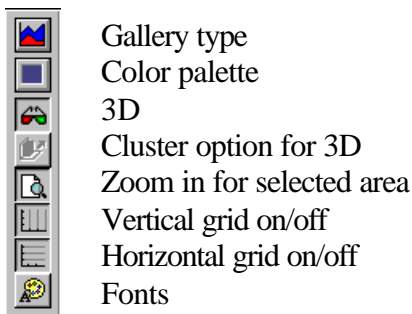 Gallery type
Color palette
3D
Cluster option for 3D
Zoom in for selected area
Vertical grid on/off
Horizontal grid on/off
Fonts